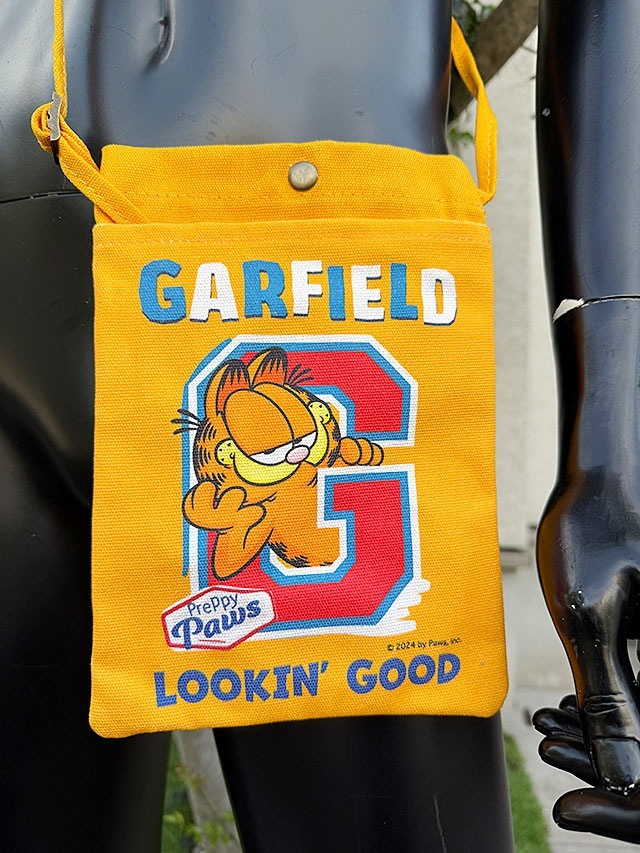 GARFIELD
G
PrePPy
Paws
© 2024 by Paws, Inc.
LOOKIN' GOOD